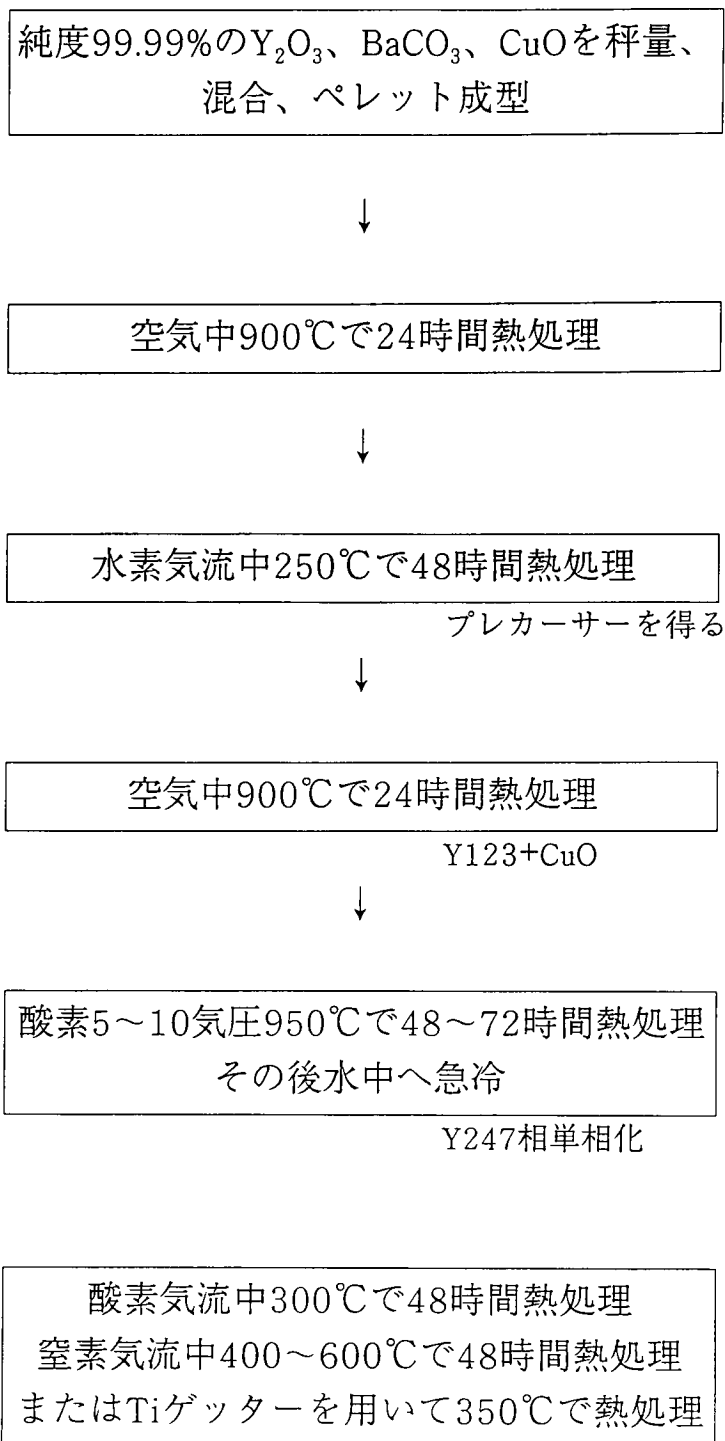 純度99.99%のY₂O₃、BaCO₃、CuOを秤量、
混合、ペレット成型
↓
空気中900℃で24時間熱処理
↓
水素気流中250℃で48時間熱処理
プレカーサーを得る
↓
空気中900℃で24時間熱処理
Y123+CuO
↓
酸素5〜10気圧950℃で48〜72時間熱処理
その後水中へ急冷
Y247相単相化
酸素気流中300℃で48時間熱処理
窒素気流中400〜600℃で48時間熱処理
またはTiゲッターを用いて350℃で熱処理